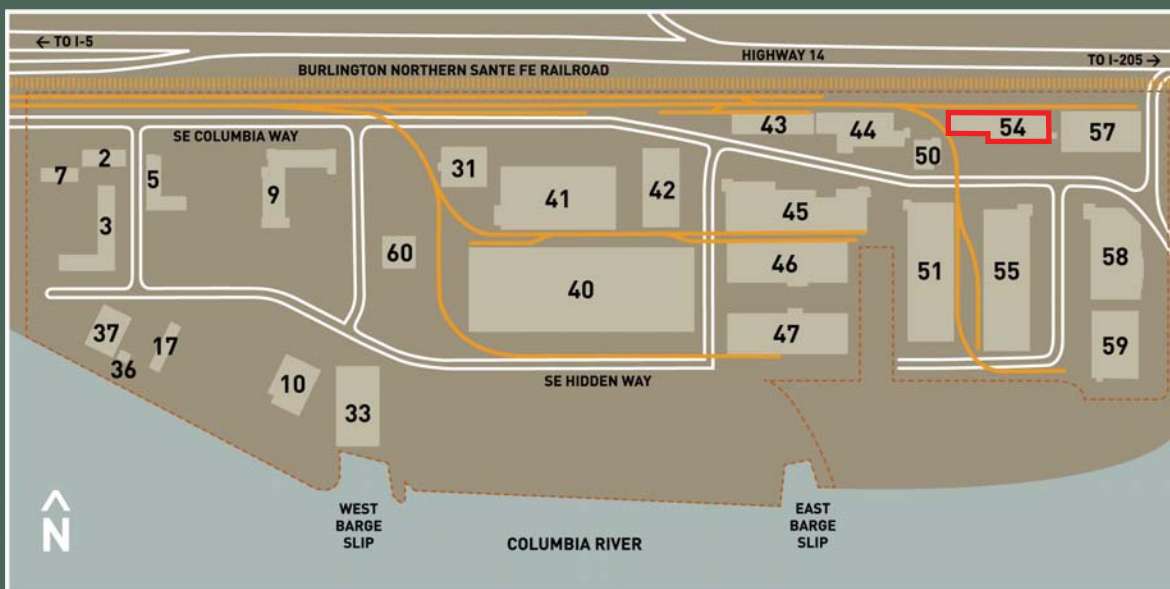 ← TO I-5
HIGHWAY 14
TO I-205 →
BURLINGTON NORTHERN SANTE FE RAILROAD
SE COLUMBIA WAY
43
44
54
57
50
2
7
5
9
31
41
42
3
45
60
46
40
51
55
58
47
59
37
36
17
10
33
SE HIDDEN WAY
N
WEST
BARGE
SLIP
EAST
BARGE
SLIP
COLUMBIA RIVER